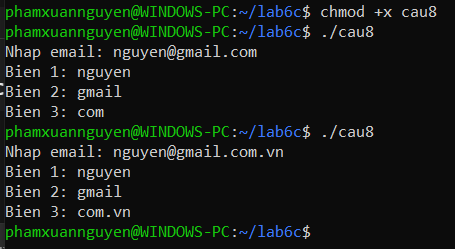 phamxuannguyen@WINDOWS-PC:~/lab6c$ chmod +x cau8
phamxuannguyen@WINDOWS-PC:~/lab6c$ ./cau8
Nhap email: nguyen@gmail.com
Bien 1: nguyen
Bien 2: gmail
Bien 3: com
phamxuannguyen@WINDOWS-PC:~/lab6c$ ./cau8
Nhap email: nguyen@gmail.com.vn
Bien 1: nguyen
Bien 2: gmail
Bien 3: com.vn
phamxuannguyen@WINDOWS-PC:~/lab6c$